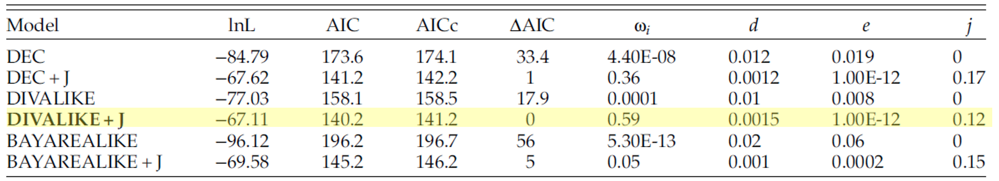 Model lnL AIC AICc ΔAIC ωi d e j
DEC −84.79 173.6 174.1 33.4 4.40E-08 0.012 0.019 0
DEC + J −67.62 141.2 142.2 1 0.36 0.0012 1.00E-12 0.17
DIVALIKE −77.03 158.1 158.5 17.9 0.0001 0.01 0.008 0
DIVALIKE + J −67.11 140.2 141.2 0 0.59 0.0015 1.00E-12 0.12
BAYAREALIKE −96.12 196.2 196.7 56 5.30E-13 0.02 0.06 0
BAYAREALIKE + J −69.58 145.2 146.2 5 0.05 0.001 0.0002 0.15